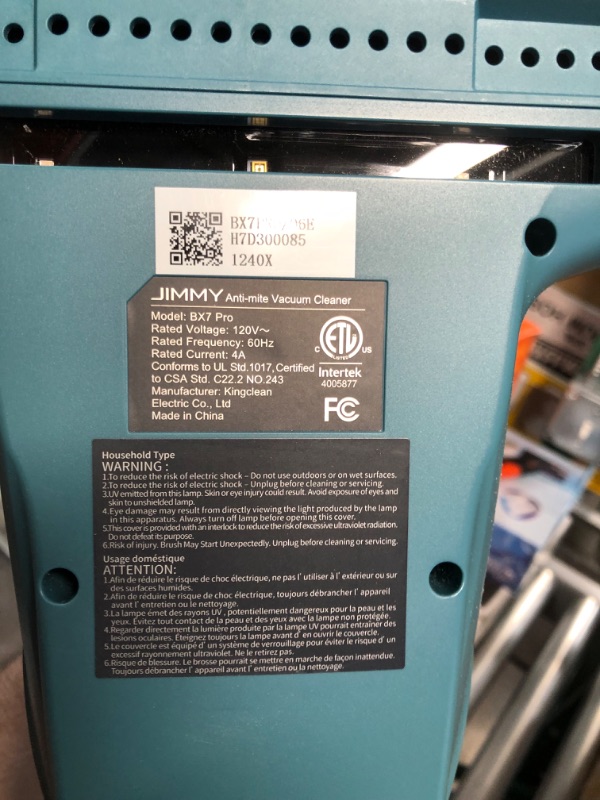 H7D300085
1240X
JIMMY Anti-mite Vacuum Cleaner
Model: BX7 Pro
Rated Voltage: 120V~
Rated Frequency: 60Hz
Rated Current: 4A
Conforms to UL Std.1017, Certified
to CSA Std. C22.2 NO.243
Manufacturer: Kingclean
Electric Co., Ltd
Made in China
ETL
C US
LISTED
Intertek
4005877
FC
Household Type
WARNING :
1.To reduce the risk of electric shock – Do not use outdoors or on wet surfaces.
2.To reduce the risk of electric shock – Unplug before cleaning or servicing.
3.UV emitted from this lamp. Skin or eye injury could result. Avoid exposure of eyes and
skin to unshielded lamp.
4.Eye damage may result from directly viewing the light produced by the lamp
in this apparatus. Always turn off lamp before opening this cover.
5.This cover is provided with an interlock to reduce the risk of excessive ultraviolet radiation.
Do not defeat its purpose.
6.Risk of injury. Brush May Start Unexpectedly. Unplug before cleaning or servicing.
Usage domestique
ATTENTION:
1.Afin de réduire le risque de choc électrique, ne pas l' utiliser à l' extérieur ou sur
des surfaces humides.
2.Afin de réduire le risque de choc électrique, toujours débrancher l' appareil
avant l' entretien ou le nettoyage.
3.La lampe émet des rayons UV , potentiellement dangereux pour la peau et les
yeux. Évitez tout contact de la peau et des yeux avec la lampe non protégée.
4.Regarder directement la lumière produite par la lampe UV pourrait entraîner des
lésions oculaires. Éteignez toujours la lampe avant d' en ouvrir le couvercle.
5.Le couvercle est équipé d' un système de verrouillage pour éviter le risque d' un
excessif rayonnement ultraviolet. Ne le retirez pas.
6.Risque de blessure. Le brosse pourrait se mettre en marche de façon inattendue.
Toujours débrancher l' appareil avant l' entretien ou la nettoyage.